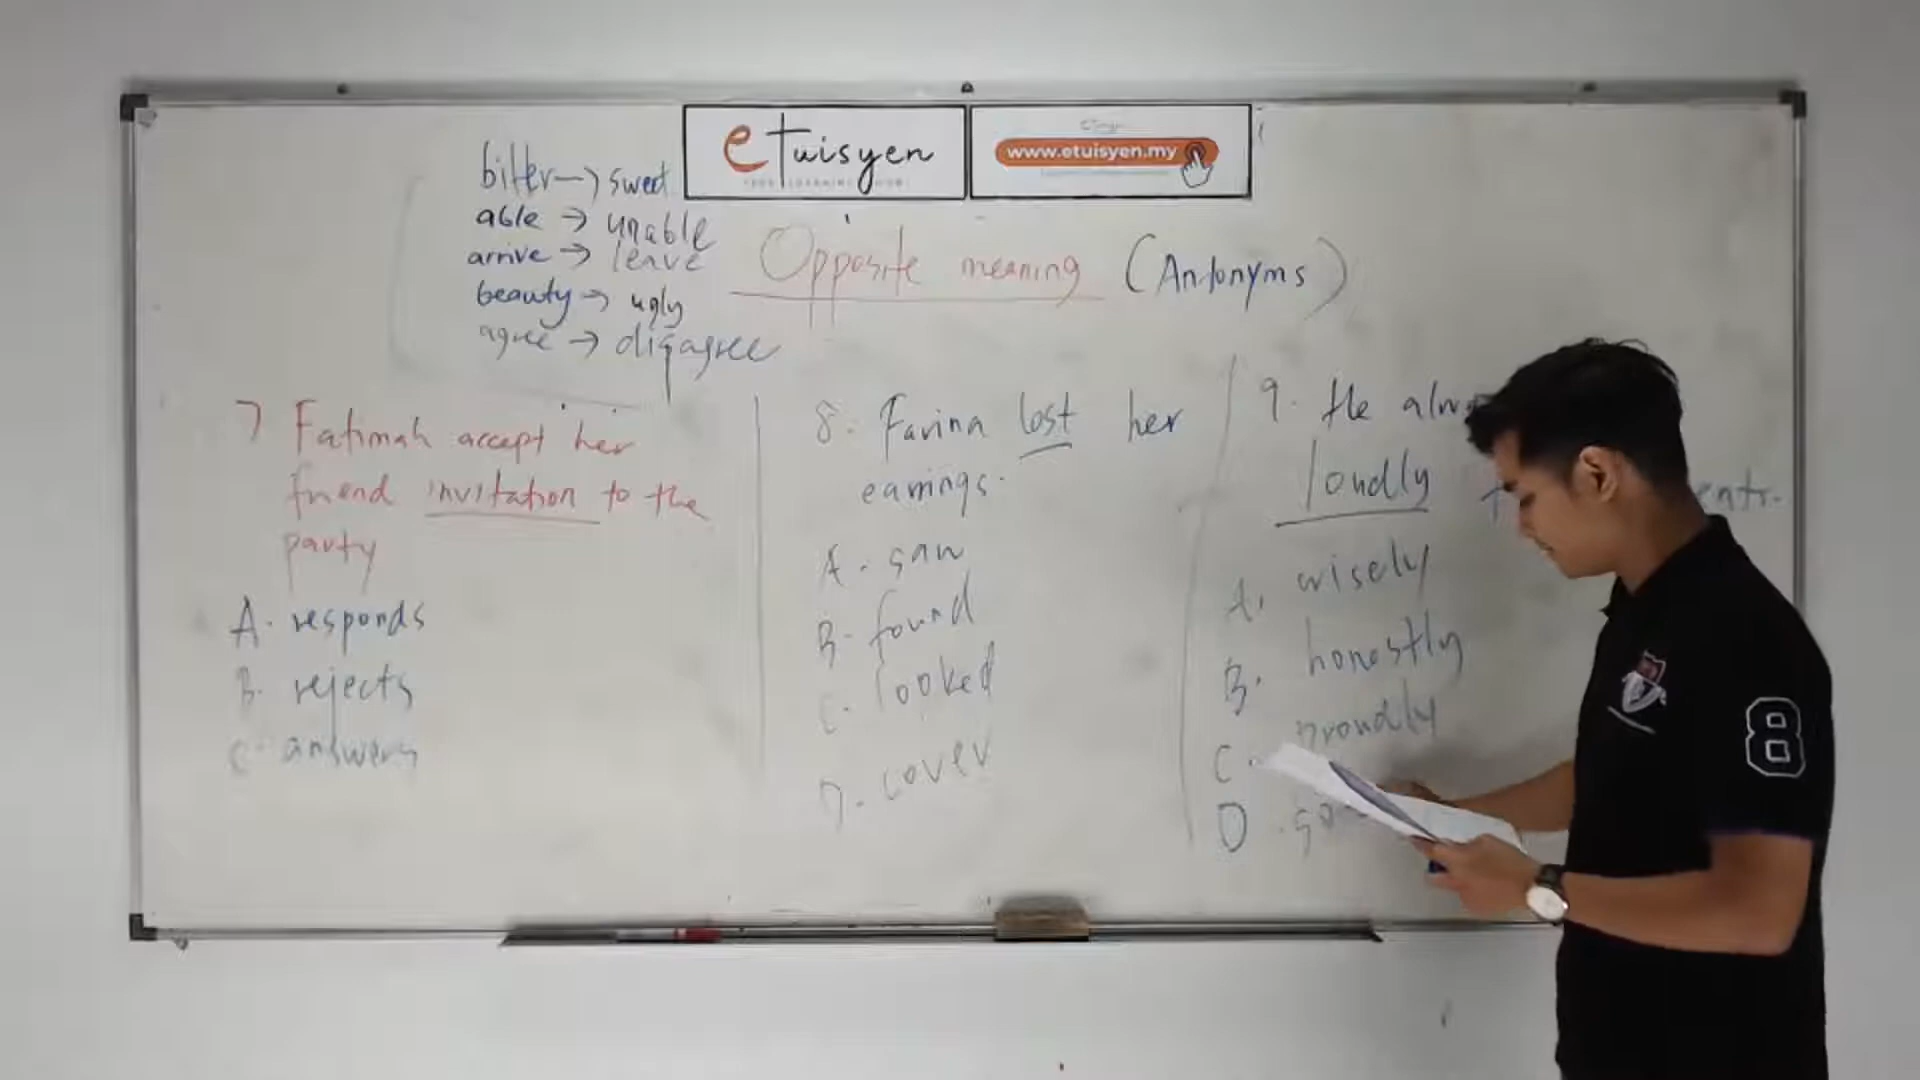 eTuisyen
www.etuisyen.my
bitter → sweet
able → unable
arrive → leave
beauty → ugly
agree → disagree
Opposite meaning (Antonyms)
7 Fatimah accept her
friend invitation to the
party
A. responds
B. rejects
C. answers
8. Farina lost her
earrings.
A. saw
B. found
C. looked
D. cover
9. He
loudly
A. wisely
B. honestly
C. proudly
D.
8